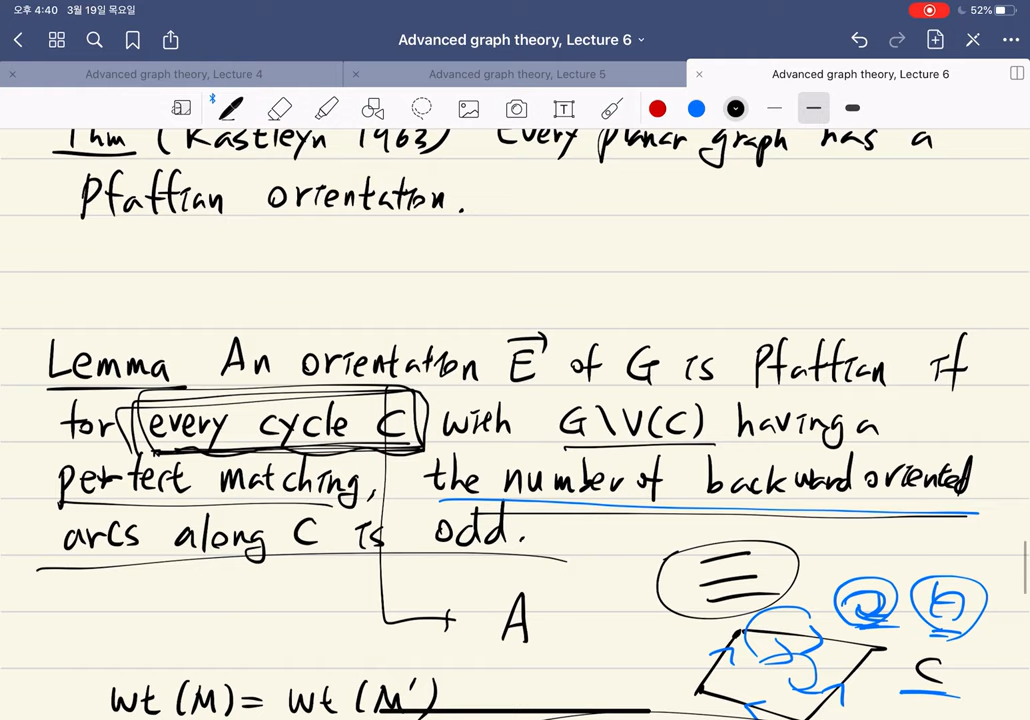 오후 4:40 3월 19일 목요일
52%
Advanced graph theory, Lecture 6
Advanced graph theory, Lecture 4
Advanced graph theory, Lecture 5
Advanced graph theory, Lecture 6
Thm (Kastleyn 1963) Every planar graph has a
Pfaffian orientation.
Lemma An orientation E⃗ of G is Pfaffian if
for every cycle C with G\V(C) having a
perfect matching, the number of backward oriented
arcs along C is odd.
A
C
wt (M) = wt (M')